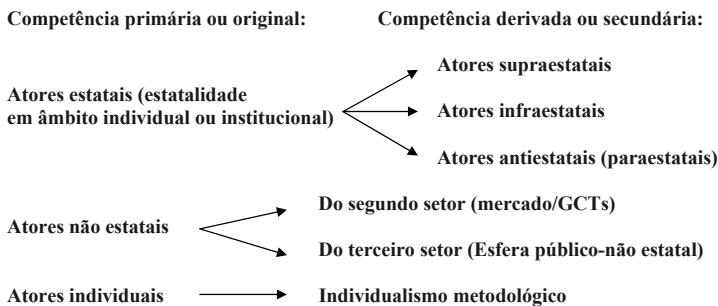 Competência primária ou original:
Competência derivada ou secundária:
Atores estatais (estatalidade
em âmbito individual ou institucional)
Atores supraestatais
Atores infraestatais
Atores antiestatais (paraestatais)
Atores não estatais
Do segundo setor (mercado/GCTs)
Do terceiro setor (Esfera público-não estatal)
Atores individuais
Individualismo metodológico